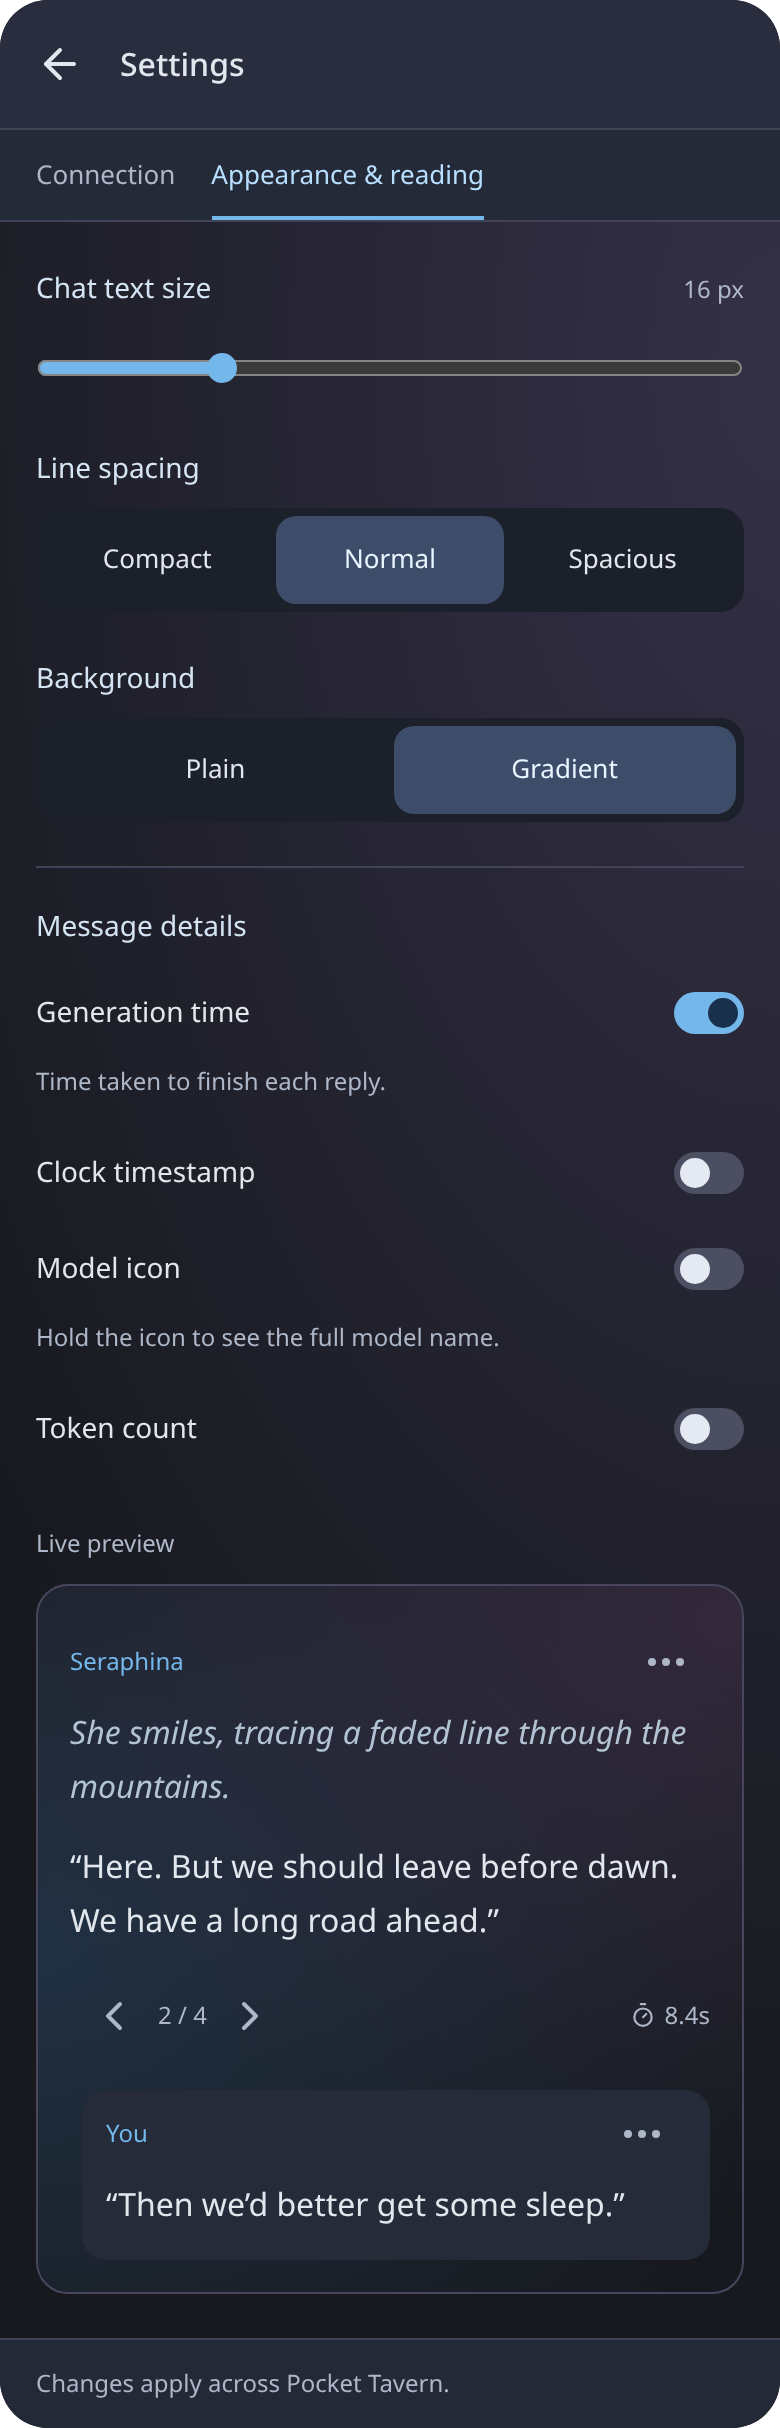 Settings
Connection
Appearance & reading
Chat text size
16 px
Line spacing
Compact
Normal
Spacious
Background
Plain
Gradient
Message details
Generation time
Time taken to finish each reply.
Clock timestamp
Model icon
Hold the icon to see the full model name.
Token count
Live preview
Seraphina
She smiles, tracing a faded line through the
mountains.
“Here. But we should leave before dawn.
We have a long road ahead.”
2 / 4
8.4s
You
“Then we’d better get some sleep.”
Changes apply across Pocket Tavern.